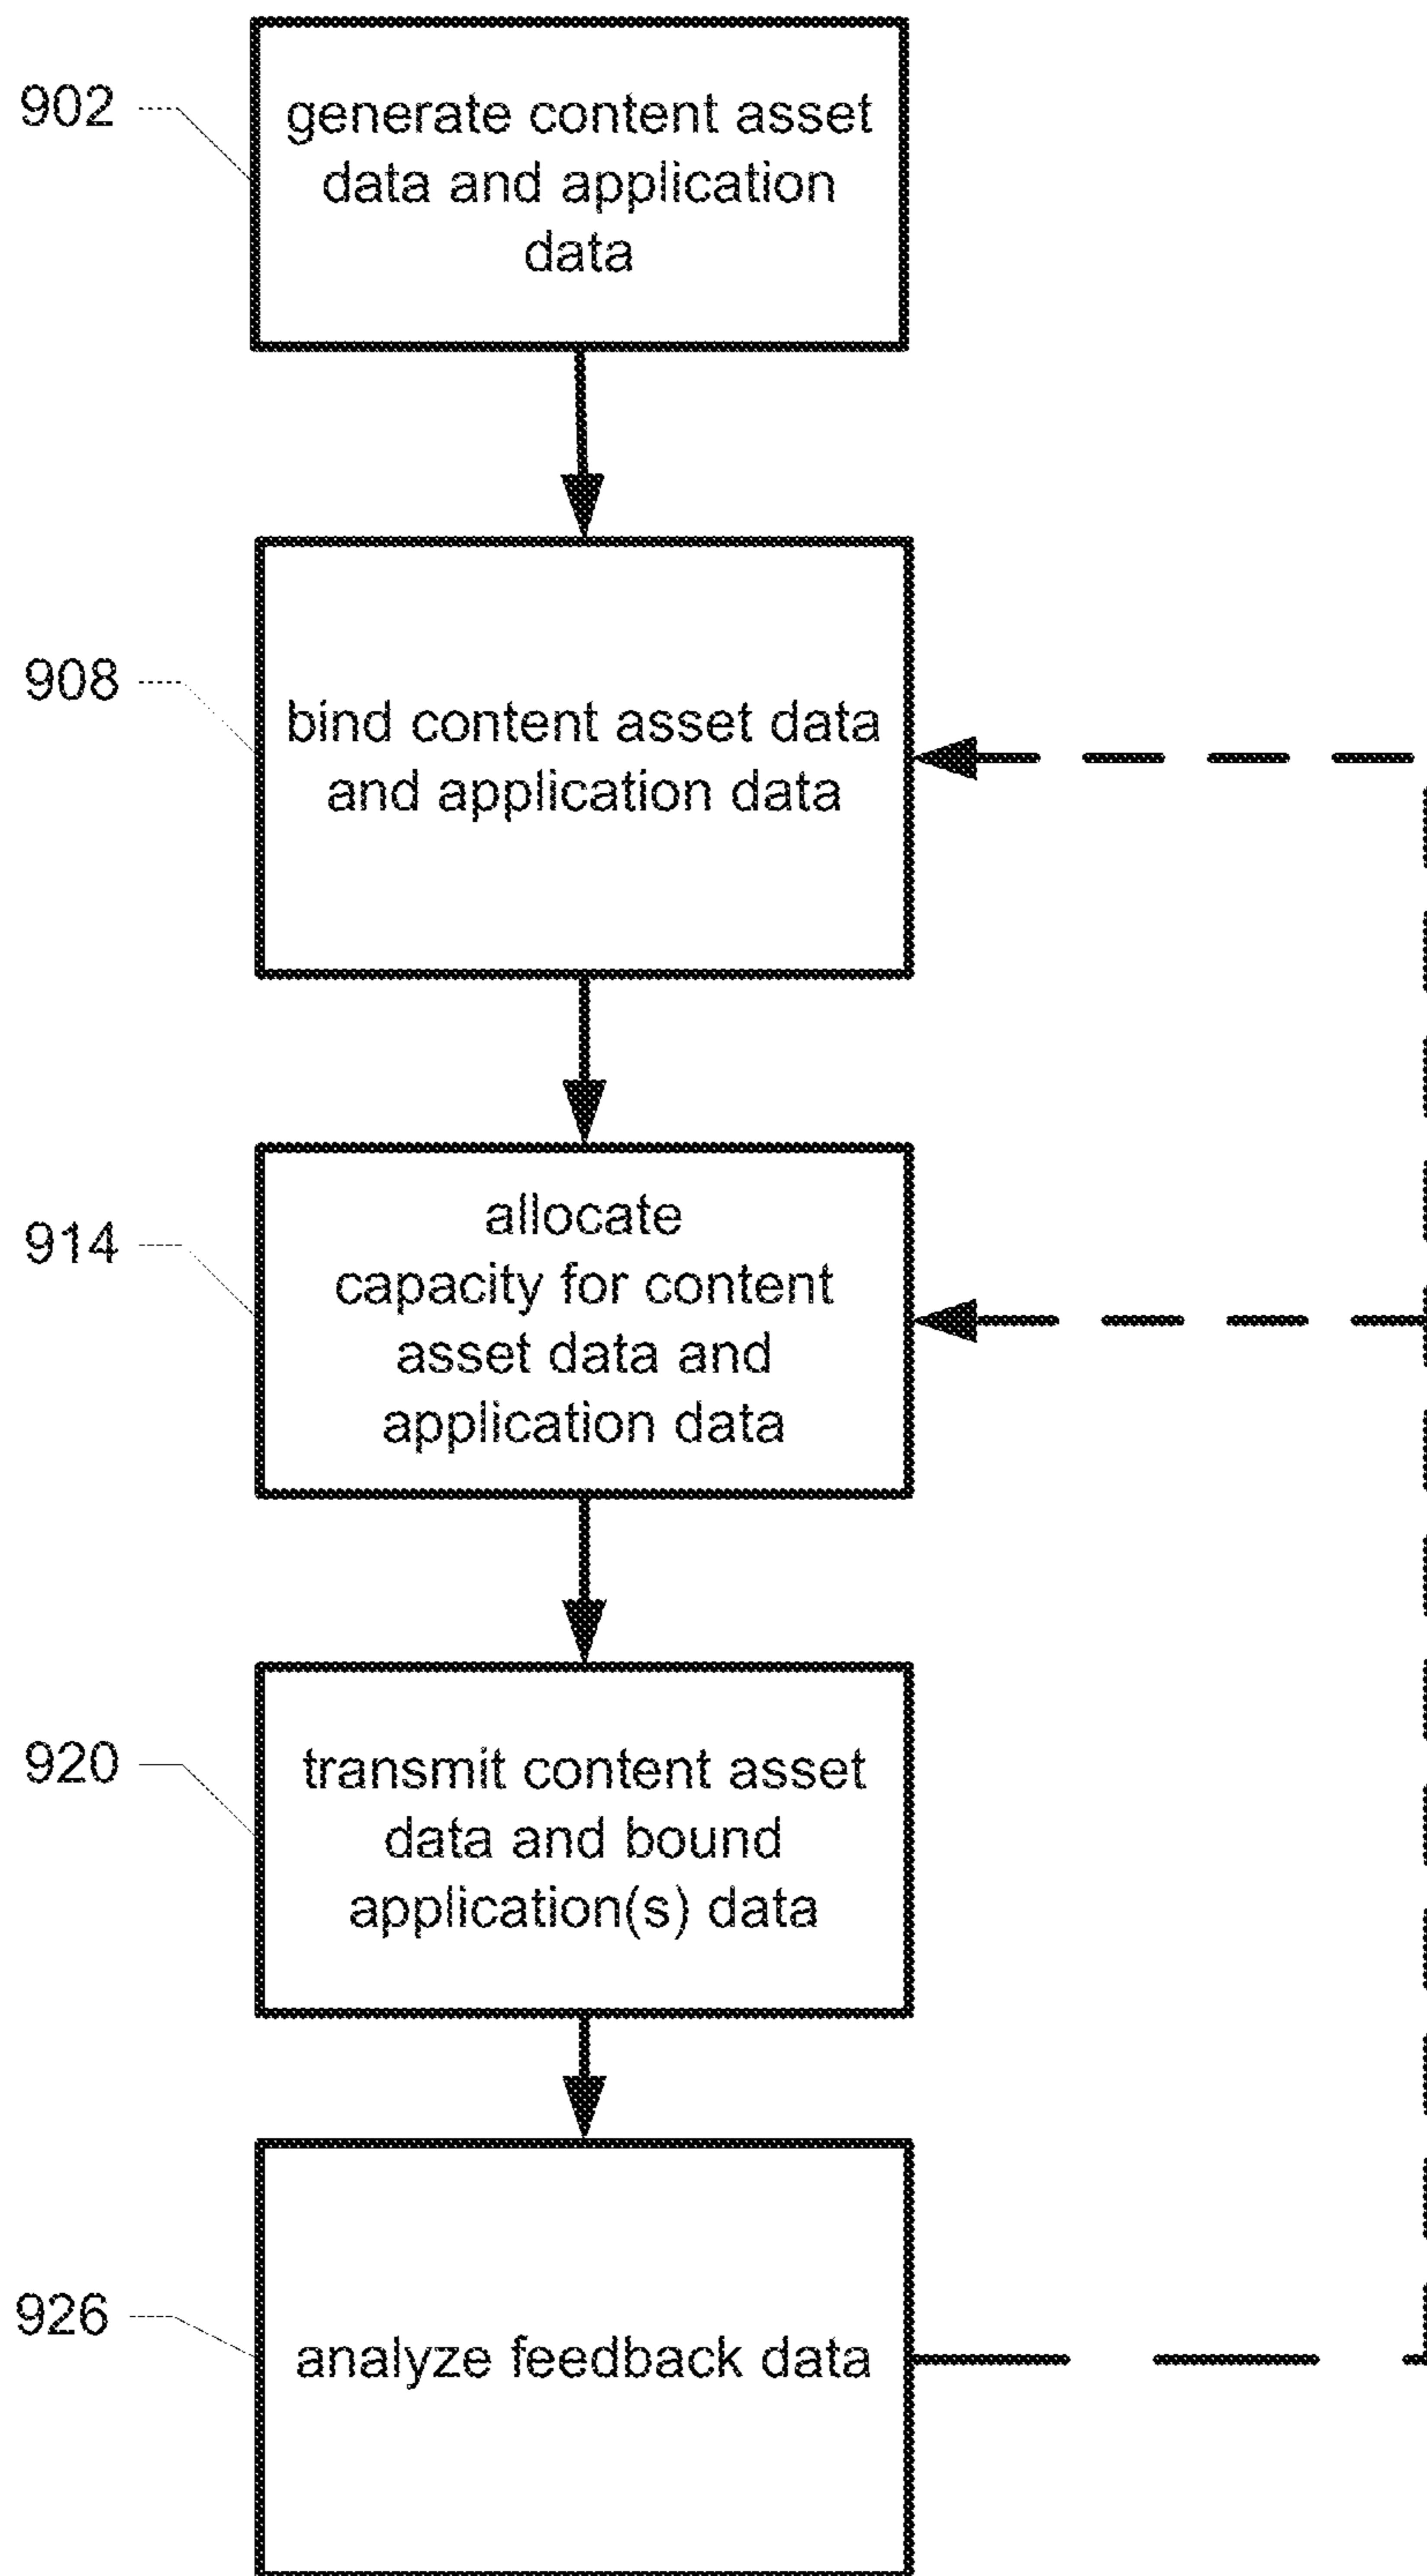 902
generate content asset
data and application
data
908
bind content asset data
and application data
914
allocate
capacity for content
asset data and
application data
920
transmit content asset
data and bound
application(s) data
926
analyze feedback data